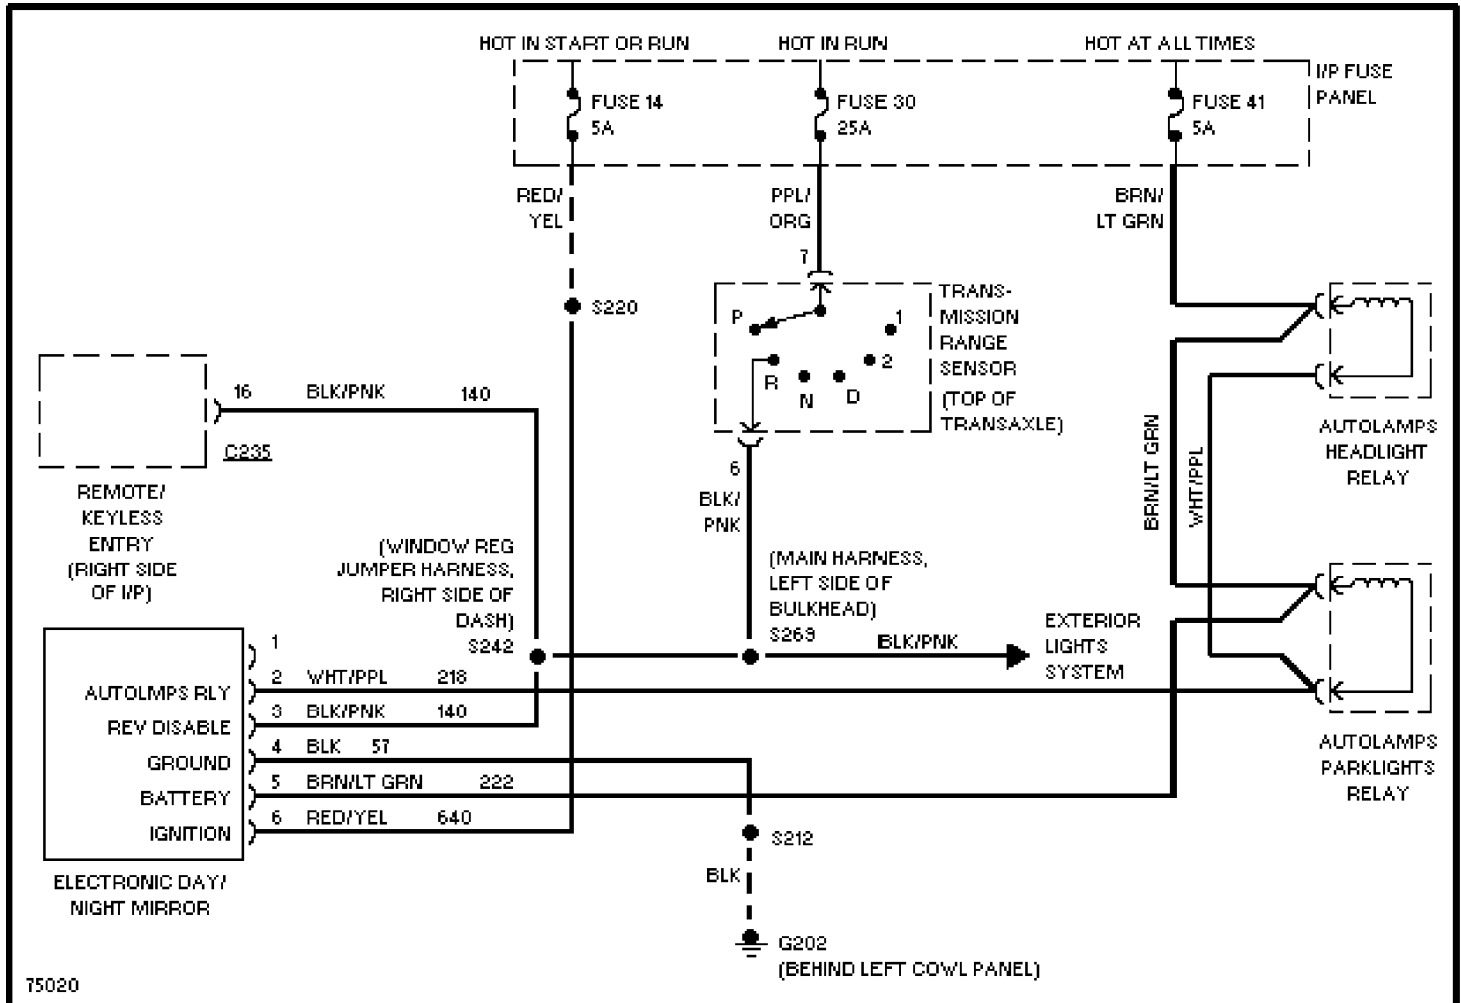 HOT IN START OR RUN
HOT IN RUN
HOT AT ALL TIMES
I/P FUSE
PANEL
FUSE 14
5A
FUSE 30
25A
FUSE 41
5A
RED/
YEL
PPL/
ORG
BRN/
LT GRN
7
S220
TRANS-
MISSION
RANGE
SENSOR
(TOP OF
TRANSAXLE)
P
R
N
D
2
1
6
BLK/
PNK
16
BLK/PNK
140
C235
REMOTE/
KEYLESS
ENTRY
(RIGHT SIDE
OF I/P)
(WINDOW REG
JUMPER HARNESS,
RIGHT SIDE OF
DASH)
S242
(MAIN HARNESS,
LEFT SIDE OF
BULKHEAD)
S269
BLK/PNK
EXTERIOR
LIGHTS
SYSTEM
BRN/LT GRN
WHT/PPL
AUTOLAMPS
HEADLIGHT
RELAY
AUTOLAMPS
PARKLIGHTS
RELAY
1
AUTOLMPS RLY
2
WHT/PPL
218
REV DISABLE
3
BLK/PNK
140
GROUND
4
BLK
57
BATTERY
5
BRN/LT GRN
222
IGNITION
6
RED/YEL
640
ELECTRONIC DAY/
NIGHT MIRROR
S212
BLK
G202
(BEHIND LEFT COWL PANEL)
75020